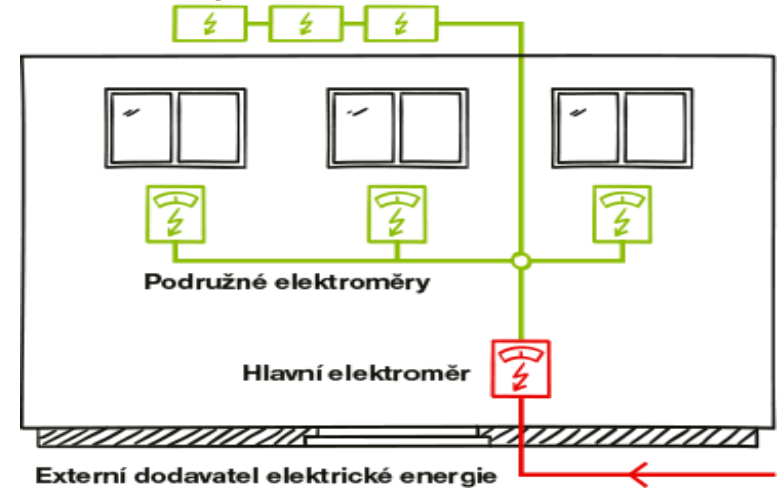 Podružné elektroměry
Hlavní elektroměr
Externí dodavatel elektrické energie